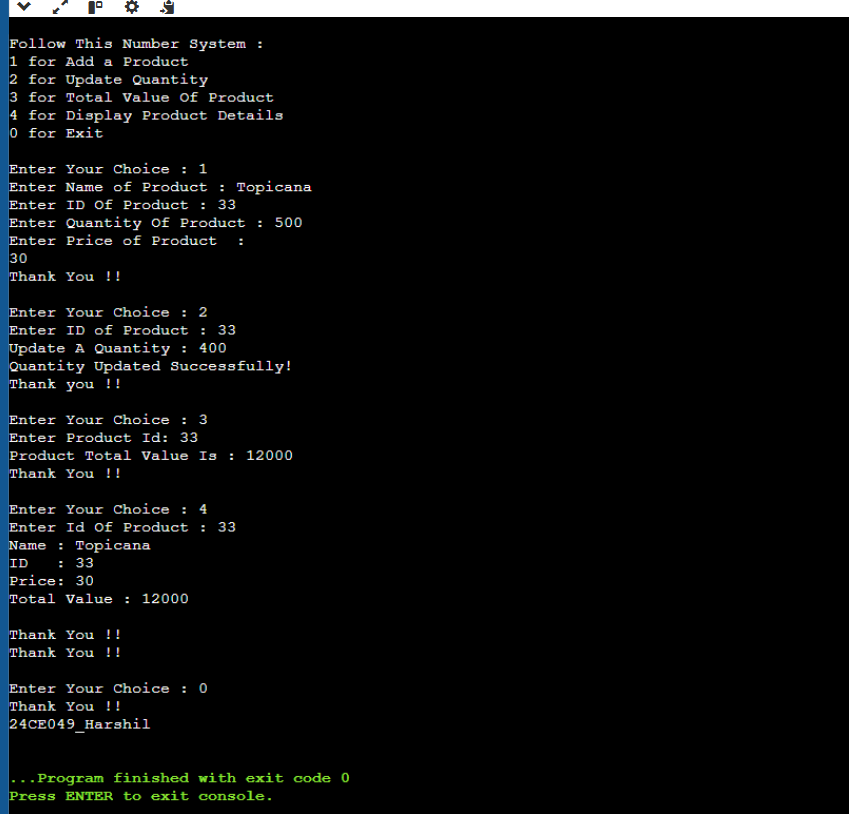 Follow This Number System :
1 for Add a Product
2 for Update Quantity
3 for Total Value Of Product
4 for Display Product Details
0 for Exit
Enter Your Choice : 1
Enter Name of Product : Topicana
Enter ID Of Product : 33
Enter Quantity Of Product : 500
Enter Price of Product  :
30
Thank You !!
Enter Your Choice : 2
Enter ID of Product : 33
Update A Quantity : 400
Quantity Updated Successfully!
Thank you !!
Enter Your Choice : 3
Enter Product Id: 33
Product Total Value Is : 12000
Thank You !!
Enter Your Choice : 4
Enter Id Of Product : 33
Name : Topicana
ID   : 33
Price: 30
Total Value : 12000
Thank You !!
Thank You !!
Enter Your Choice : 0
Thank You !!
24CE049_Harshil
...Program finished with exit code 0
Press ENTER to exit console.